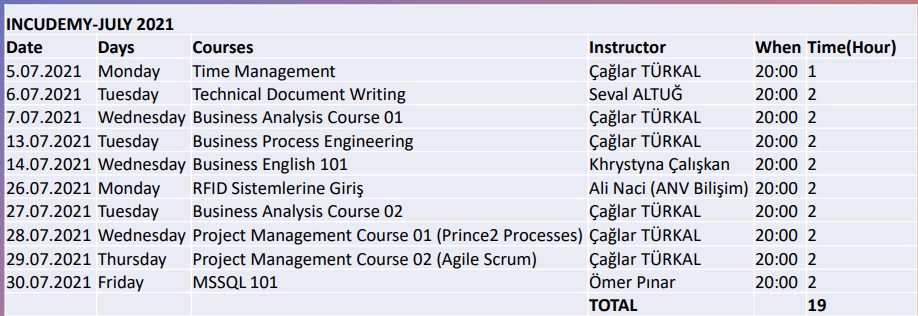 INCUDEMY-JULY 2021
Date Days Courses Instructor When Time(Hour)
5.07.2021 Monday Time Management Çağlar TÜRKAL 20:00 1
6.07.2021 Tuesday Technical Document Writing Seval ALTUĞ 20:00 2
7.07.2021 Wednesday Business Analysis Course 01 Çağlar TÜRKAL 20:00 2
13.07.2021 Tuesday Business Process Engineering Çağlar TÜRKAL 20:00 2
14.07.2021 Wednesday Business English 101 Khrystyna Çalışkan 20:00 2
26.07.2021 Monday RFID Sistemlerine Giriş Ali Naci (ANV Bilişim) 20:00 2
27.07.2021 Tuesday Business Analysis Course 02 Çağlar TÜRKAL 20:00 2
28.07.2021 Wednesday Project Management Course 01 (Prince2 Processes) Çağlar TÜRKAL 20:00 2
29.07.2021 Thursday Project Management Course 02 (Agile Scrum) Çağlar TÜRKAL 20:00 2
30.07.2021 Friday MSSQL 101 Ömer Pınar 20:00 2
TOTAL 19